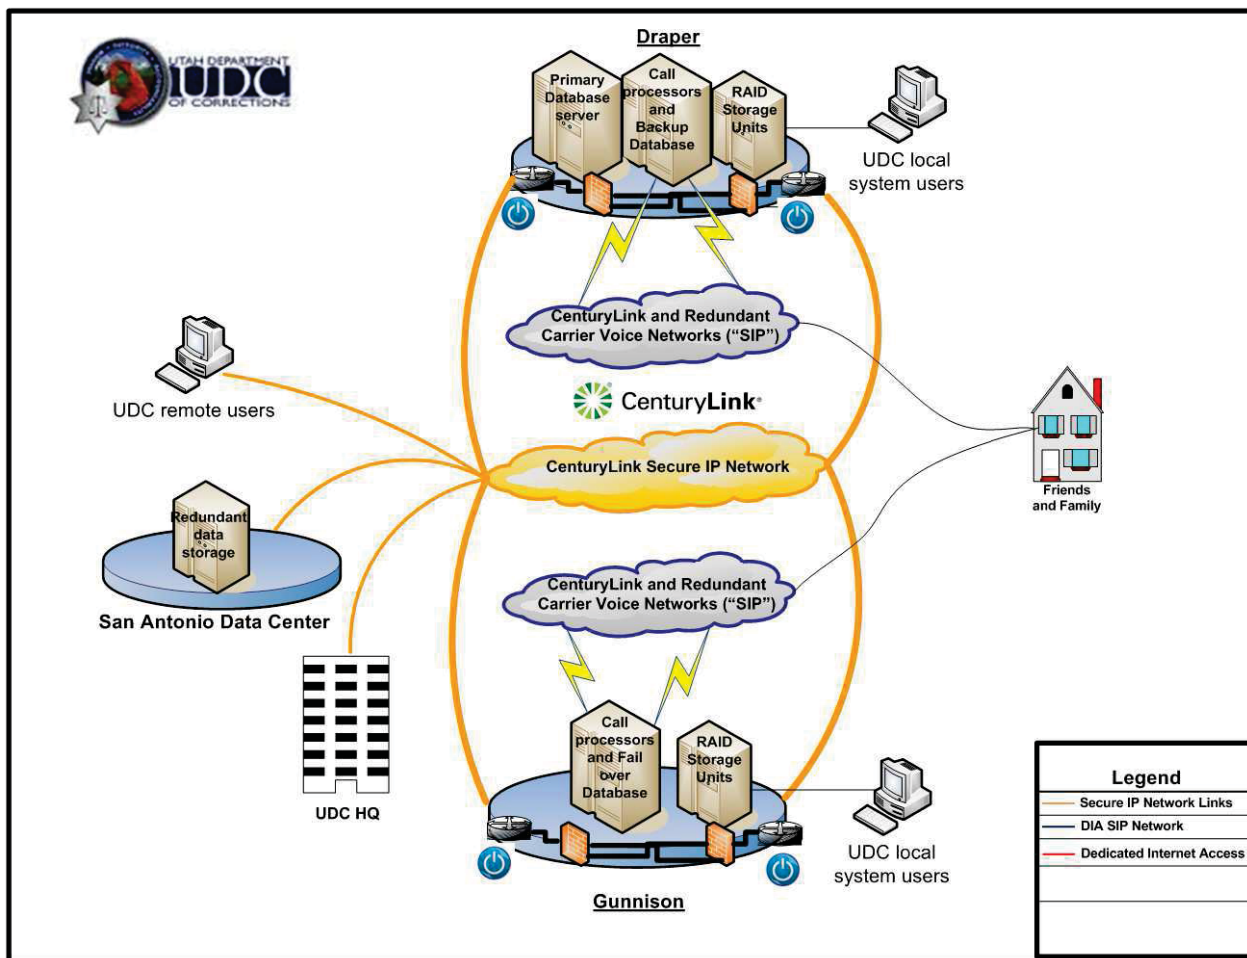 UTAH DEPARTMENT
UDC
OF CORRECTIONS
Draper
Primary
Database
server
Call
processors
and
Backup
Database
RAID
Storage
Units
UDC local
system users
CenturyLink and Redundant
Carrier Voice Networks (“SIP”)
UDC remote users
CenturyLink®
CenturyLink Secure IP Network
Friends
and Family
Redundant
data
storage
San Antonio Data Center
CenturyLink and Redundant
Carrier Voice Networks (“SIP”)
UDC HQ
Call
processors
and Fail
over
Database
RAID
Storage
Units
UDC local
system users
Gunnison
Legend
Secure IP Network Links
DIA SIP Network
Dedicated Internet Access